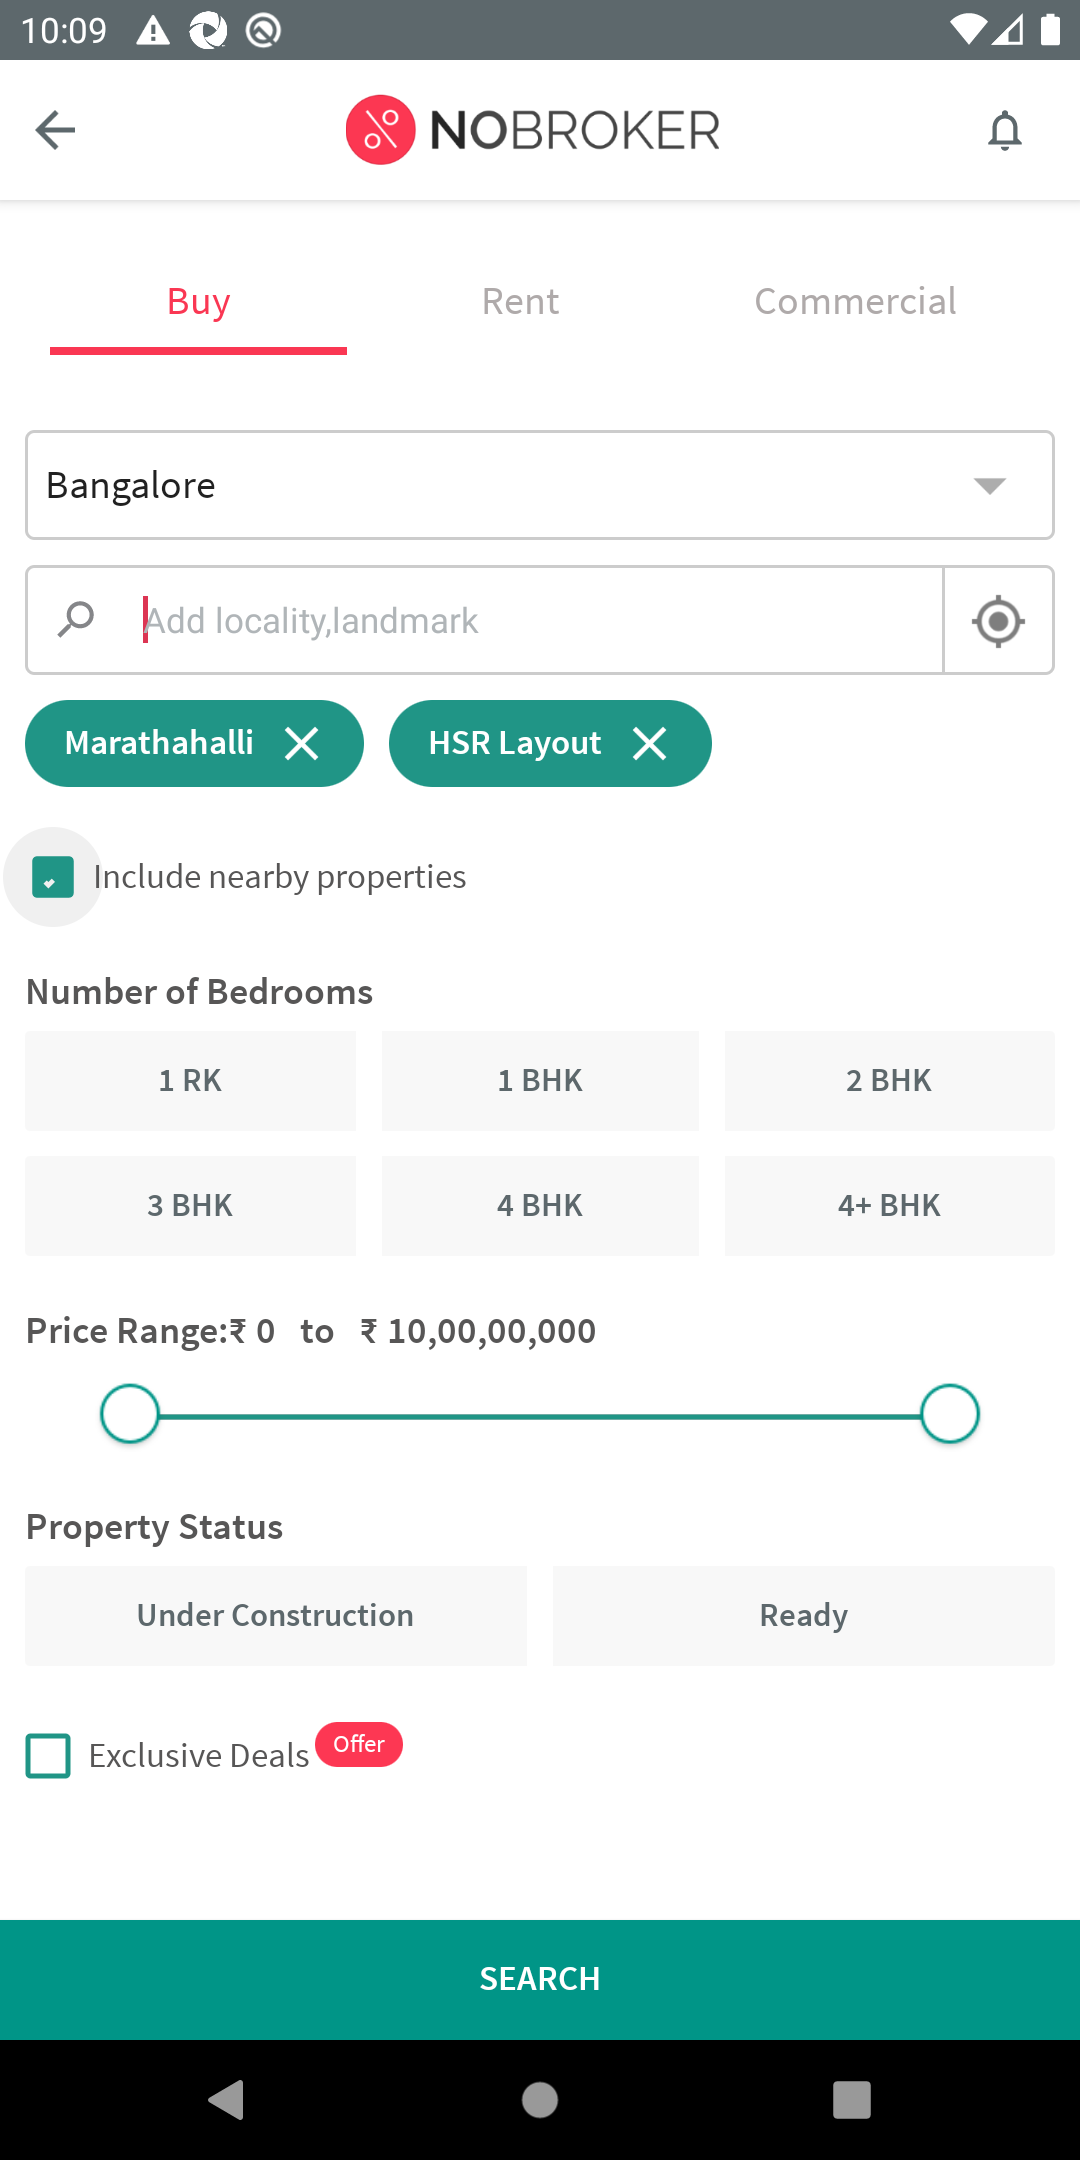 10:09
NOBROKER
Buy Rent Commercial
Bangalore
Add locality,landmark
Marathahalli HSR Layout
Include nearby properties
Number of Bedrooms
1 RK 1 BHK 2 BHK
3 BHK 4 BHK 4+ BHK
Price Range:₹ 0 to ₹ 10,00,00,000
Property Status
Under Construction Ready
Exclusive Deals Offer
SEARCH